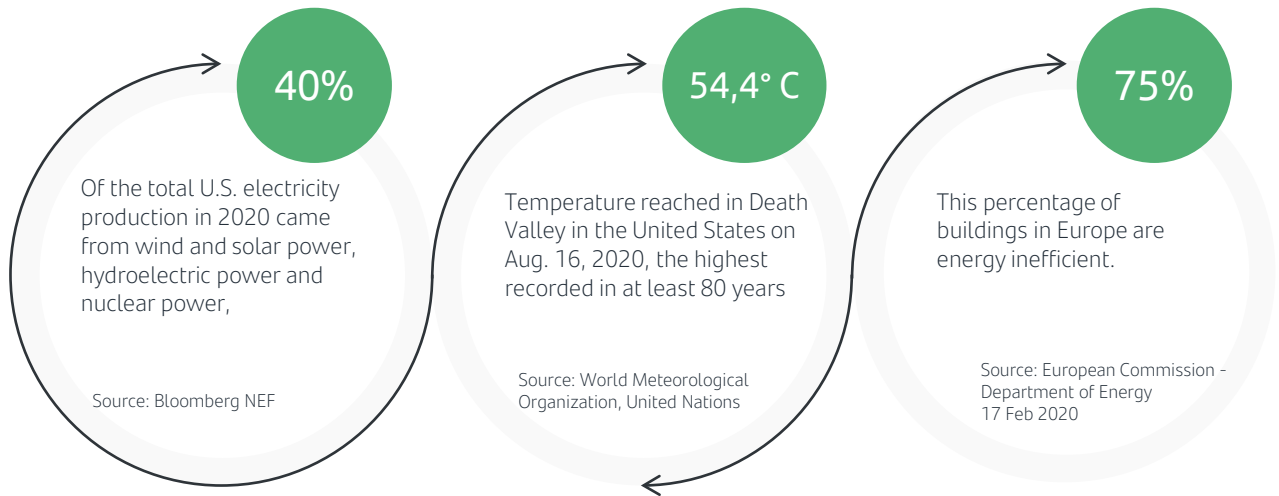 40%
Of the total U.S. electricity
production in 2020 came
from wind and solar power,
hydroelectric power and
nuclear power,
Source: Bloomberg NEF
54,4° C
Temperature reached in Death
Valley in the United States on
Aug. 16, 2020, the highest
recorded in at least 80 years
Source: World Meteorological
Organization, United Nations
75%
This percentage of
buildings in Europe are
energy inefficient.
Source: European Commission -
Department of Energy
17 Feb 2020